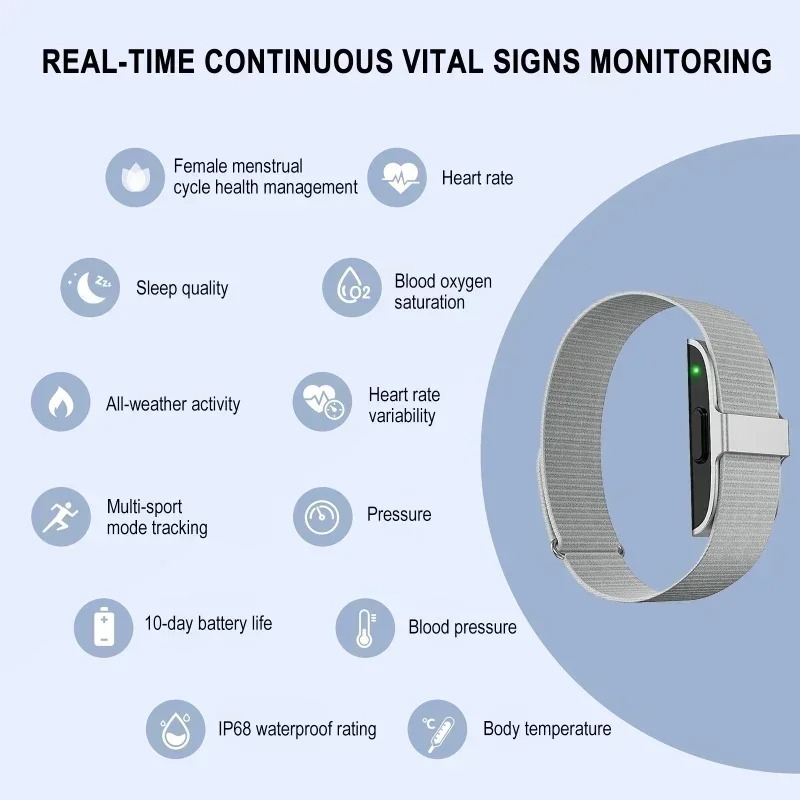 REAL-TIME CONTINUOUS VITAL SIGNS MONITORING
Female menstrual
cycle health management
Heart rate
zzz
Sleep quality
O2
Blood oxygen
saturation
All-weather activity
Heart rate
variability
Multi-sport
mode tracking
Pressure
10-day battery life
Blood pressure
IP68 waterproof rating
°C
Body temperature